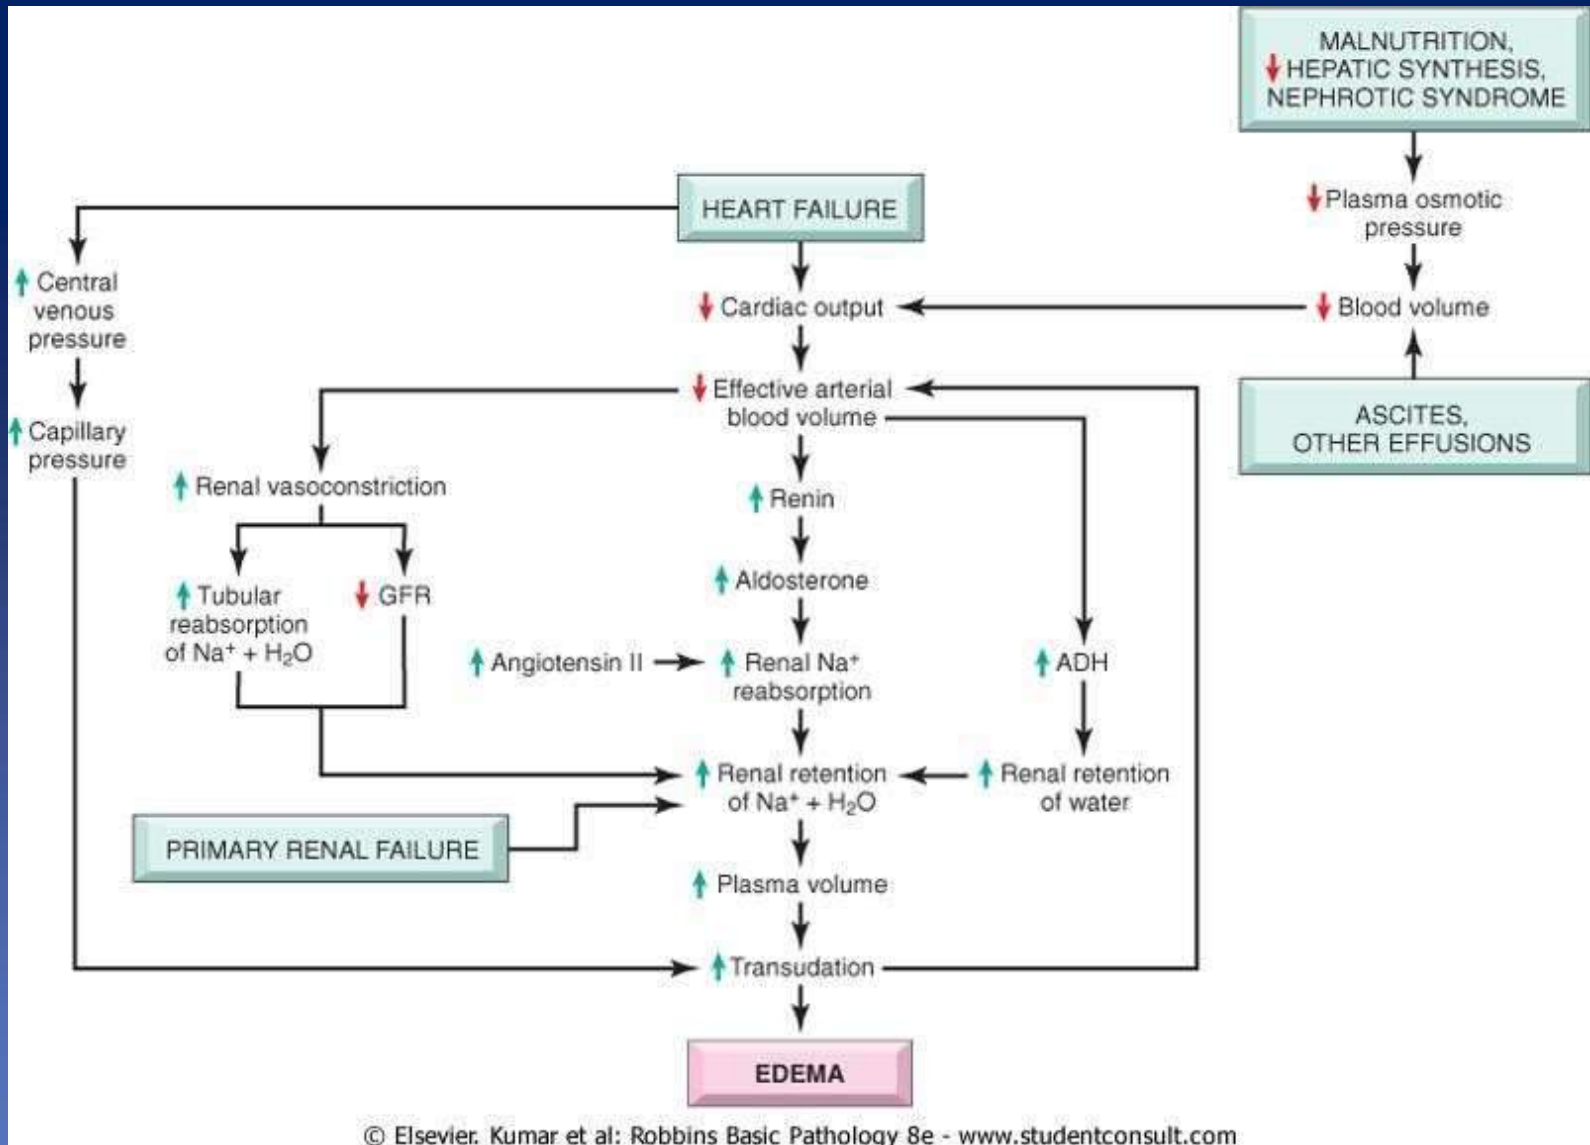 MALNUTRITION,
↓ HEPATIC SYNTHESIS,
NEPHROTIC SYNDROME
↓ Plasma osmotic
pressure
HEART FAILURE
↑ Central
venous
pressure
↓ Cardiac output
↓ Blood volume
↓ Effective arterial
blood volume
↑ Capillary
pressure
ASCITES,
OTHER EFFUSIONS
↑ Renal vasoconstriction
↑ Renin
↑ Tubular
reabsorption
of Na⁺ + H₂O
↓ GFR
↑ Aldosterone
↑ Angiotensin II
↑ Renal Na⁺
reabsorption
↑ ADH
↑ Renal retention
of Na⁺ + H₂O
↑ Renal retention
of water
PRIMARY RENAL FAILURE
↑ Plasma volume
↑ Transudation
EDEMA
© Elsevier. Kumar et al: Robbins Basic Pathology 8e - www.studentconsult.com